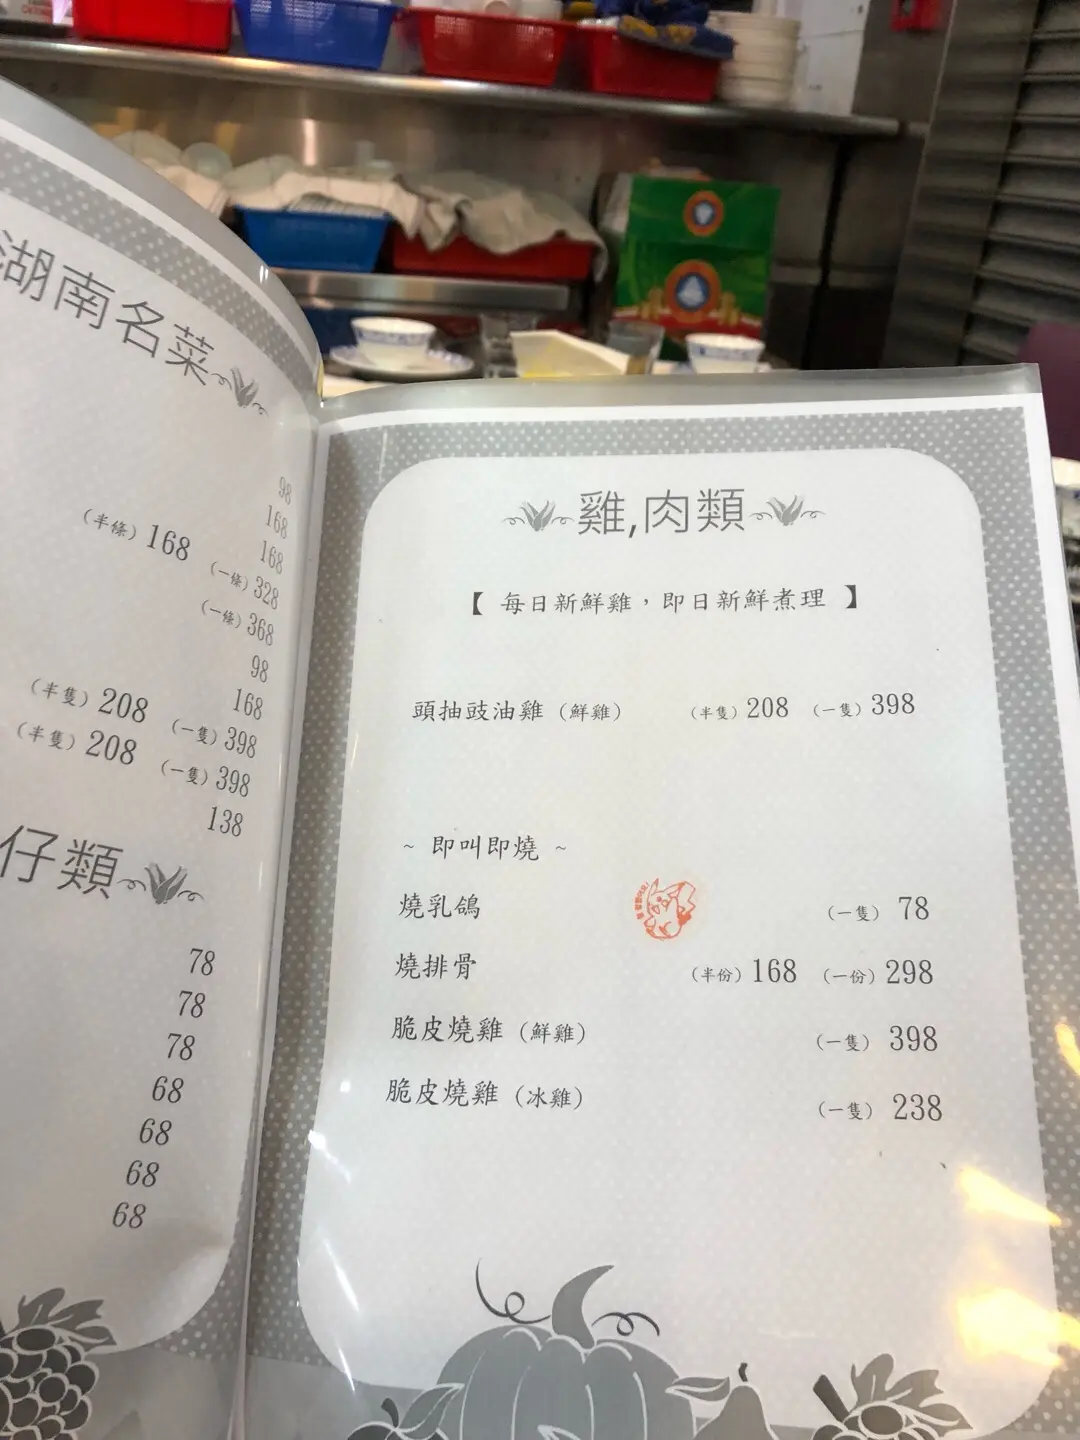 湖南名菜
98
168
(半條) 168 168
(一條) 328
(一條) 368
98
168
(半隻) 208 (一隻) 398
(半隻) 208 (一隻) 398
138
仔類
78
78
78
68
68
68
68
雞,肉類
【 每日新鮮雞，即日新鮮煮理 】
頭抽豉油雞 (鮮雞) (半隻) 208 (一隻) 398
~ 即叫即燒 ~
燒乳鴿 (一隻) 78
燒排骨 (半份) 168 (一份) 298
脆皮燒雞 (鮮雞) (一隻) 398
脆皮燒雞 (冰雞) (一隻) 238